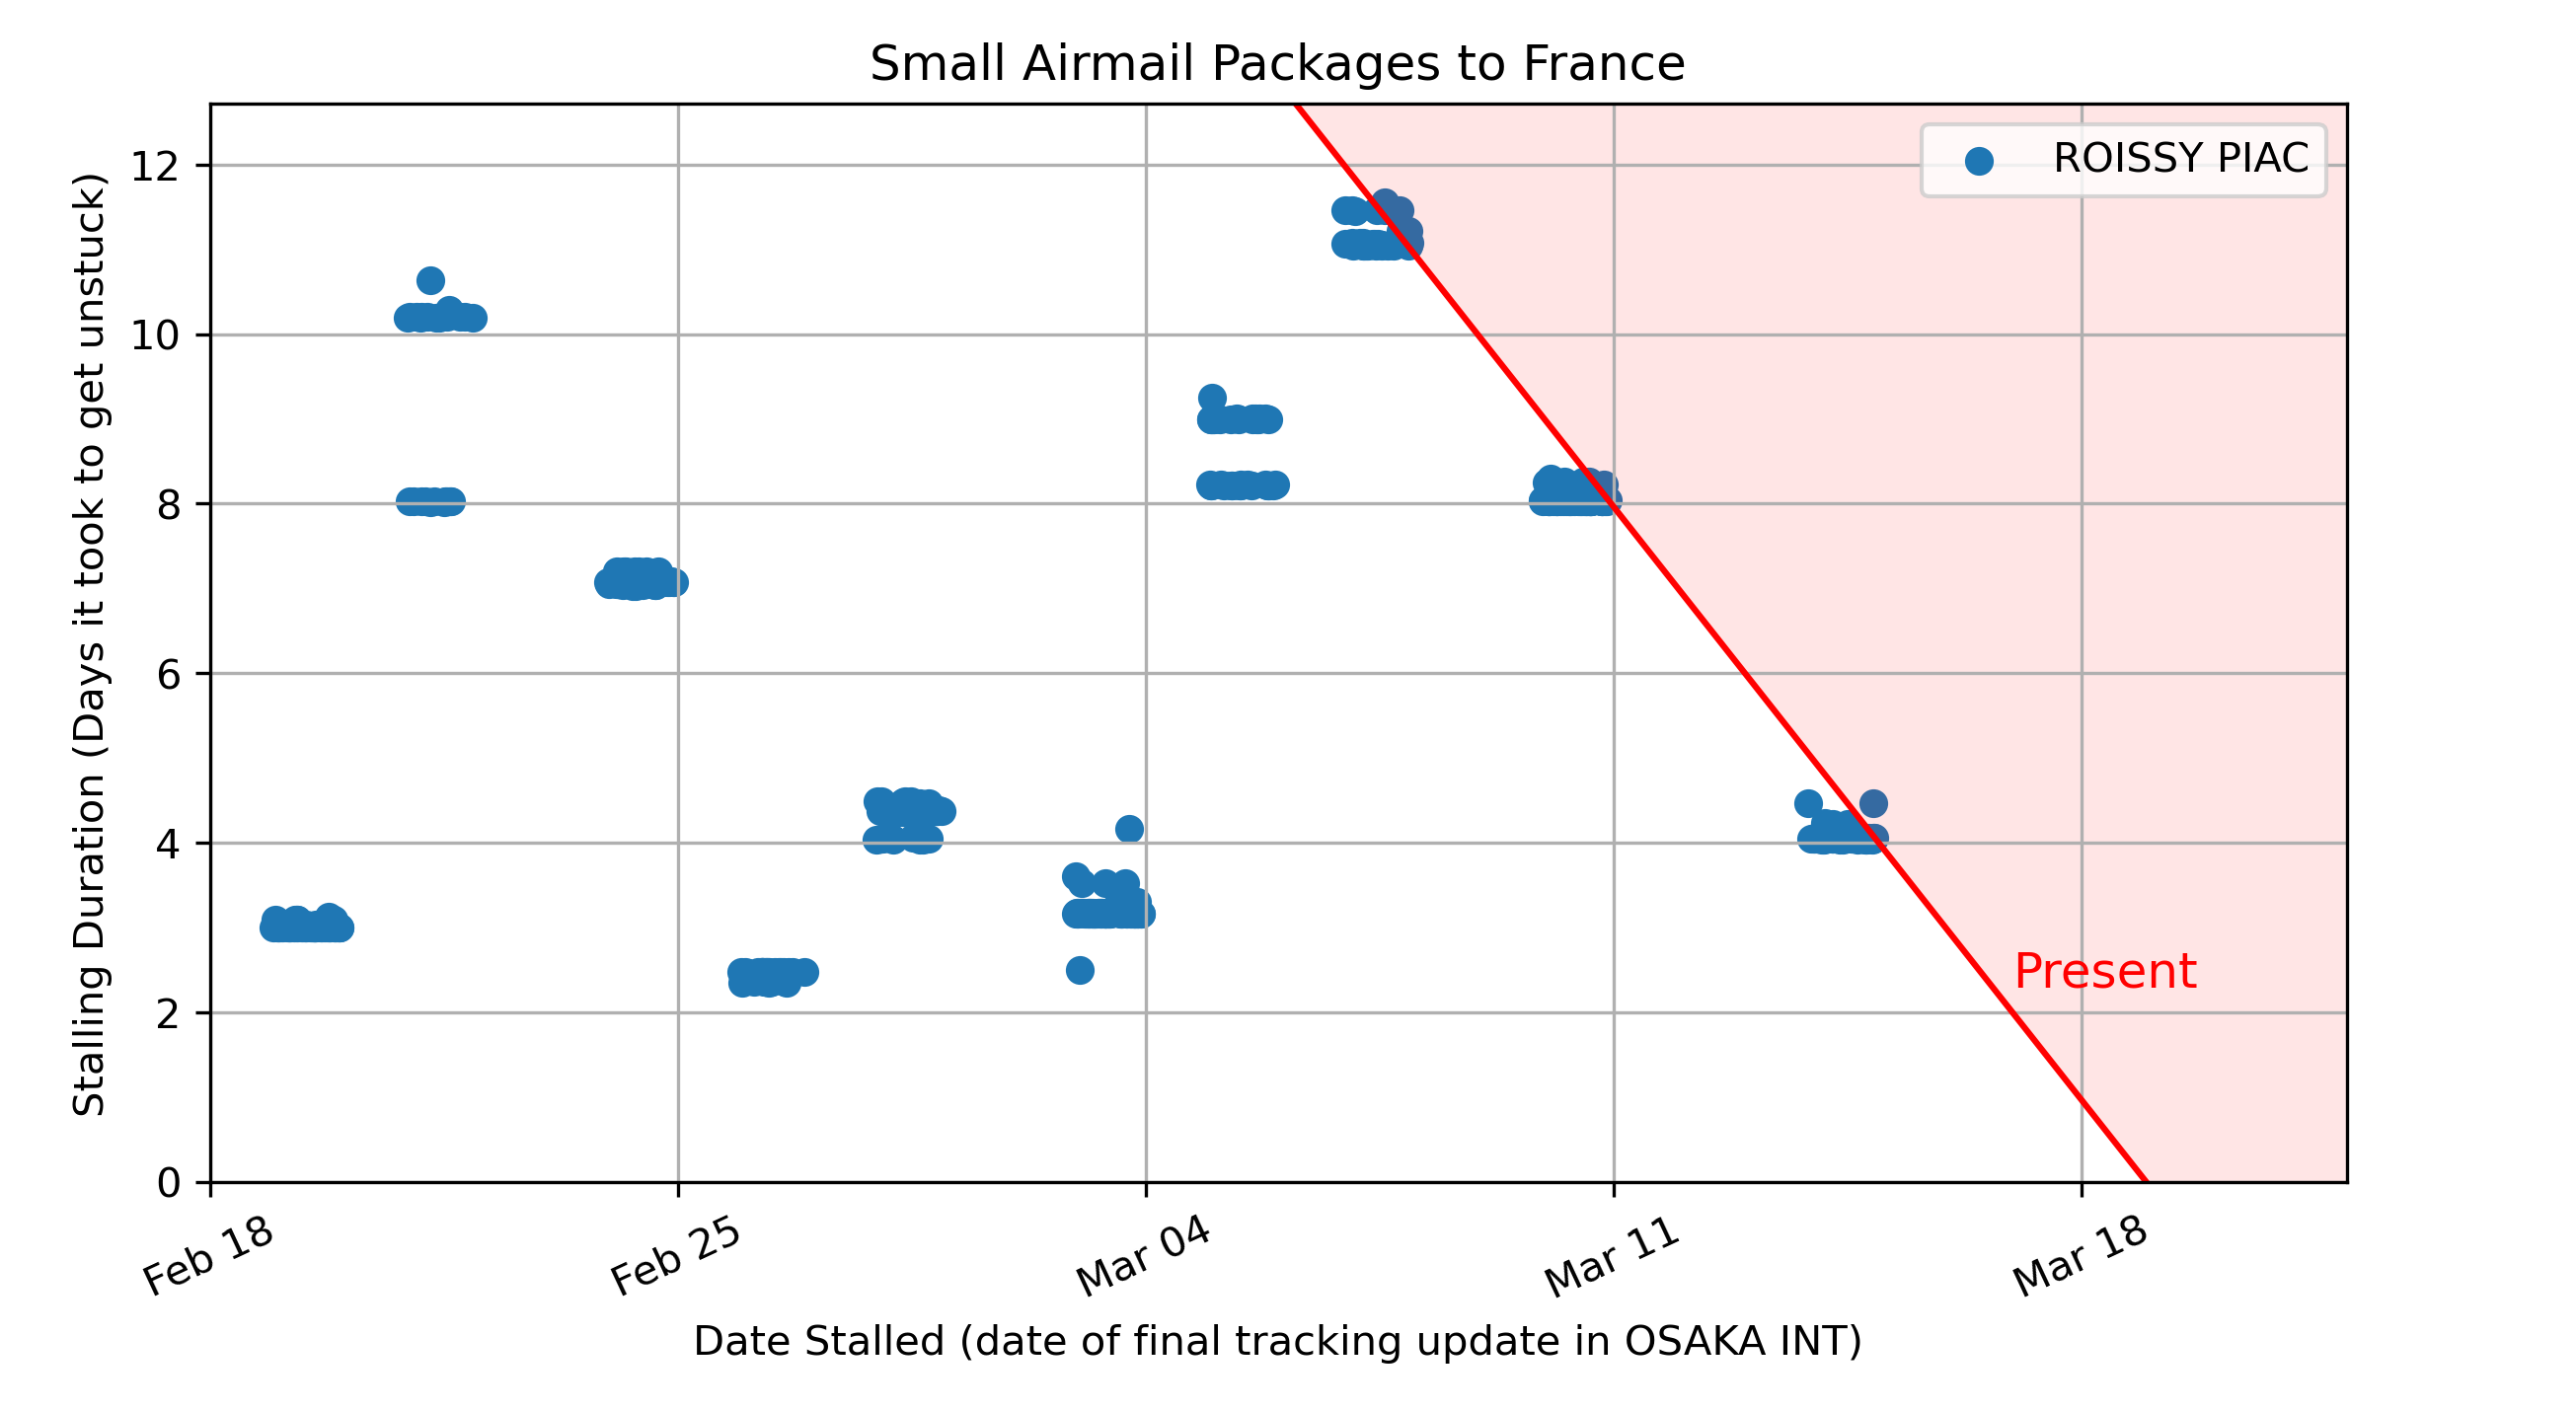 Small Airmail Packages to France
Stalling Duration (Days it took to get unstuck)
12
10
8
6
4
2
0
ROISSY PIAC
Present
Feb 18
Feb 25
Mar 04
Mar 11
Mar 18
Date Stalled (date of final tracking update in OSAKA INT)